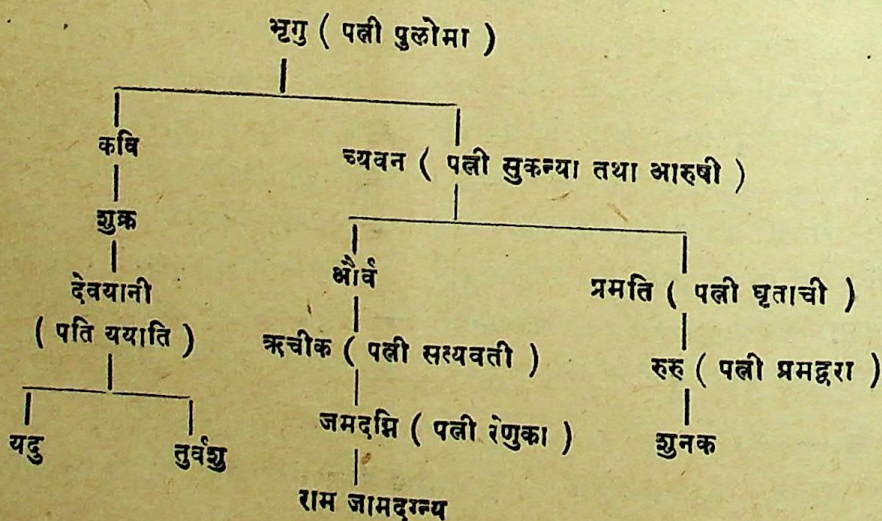 भृगु ( पत्नी पुलोमा )
कवि
च्यवन ( पत्नी सुकन्या तथा आरुषी )
शुक्र
देवयानी
( पति ययाति )
और्व
प्रमति ( पत्नी घृताची )
ऋचीक ( पत्नी सत्यवती )
रुरु ( पत्नी प्रमद्वरा )
यदु
तुर्वशु
जमदग्नि ( पत्नी रेणुका )
शुनक
राम जामदग्न्य